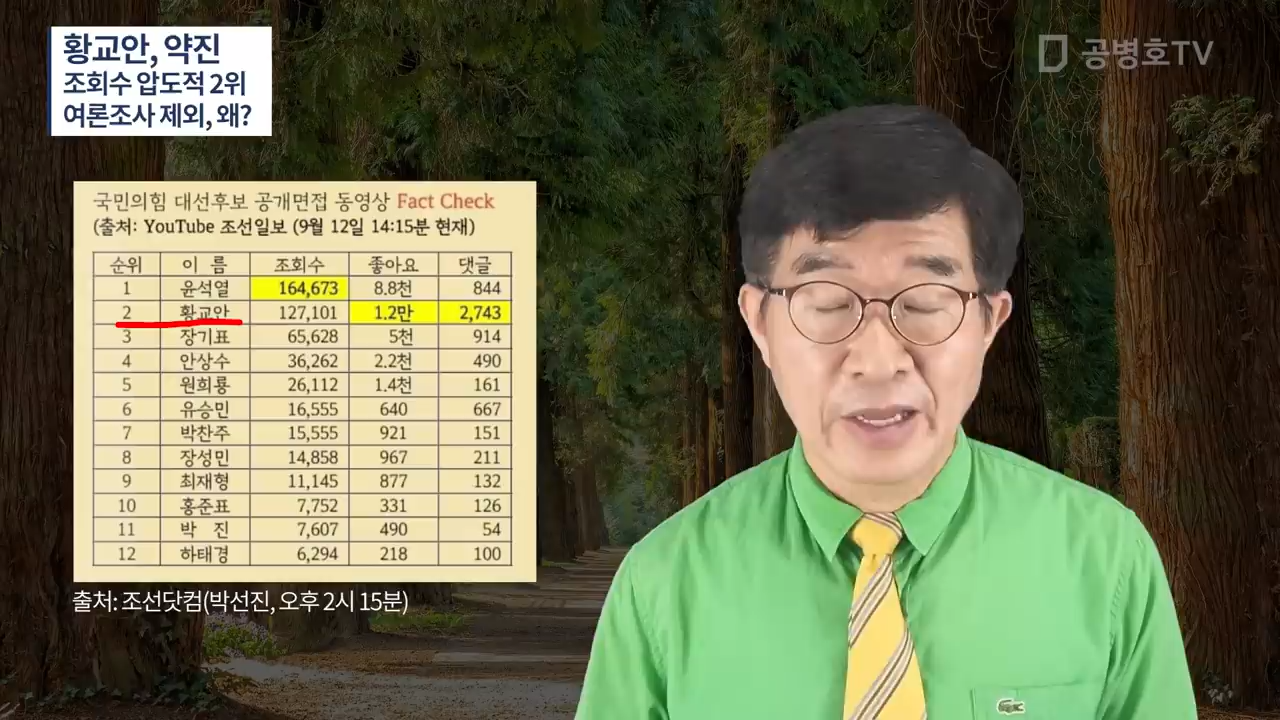 황교안, 약진
조회수 압도적 2위
여론조사 제외, 왜?
공병호TV
국민의힘 대선후보 공개면접 동영상 Fact Check
(출처: YouTube 조선일보 (9월 12일 14:15분 현재)
순위 이 름 조회수 좋아요 댓글
1 윤석열 164,673 8.8천 844
2 황교안 127,101 1.2만 2,743
3 장기표 65,628 5천 914
4 안상수 36,262 2.2천 490
5 원희룡 26,112 1.4천 161
6 유승민 16,555 640 667
7 박찬주 15,555 921 151
8 장성민 14,858 967 211
9 최재형 11,145 877 132
10 홍준표 7,752 331 126
11 박 진 7,607 490 54
12 하태경 6,294 218 100
출처: 조선닷컴(박선진, 오후 2시 15분)